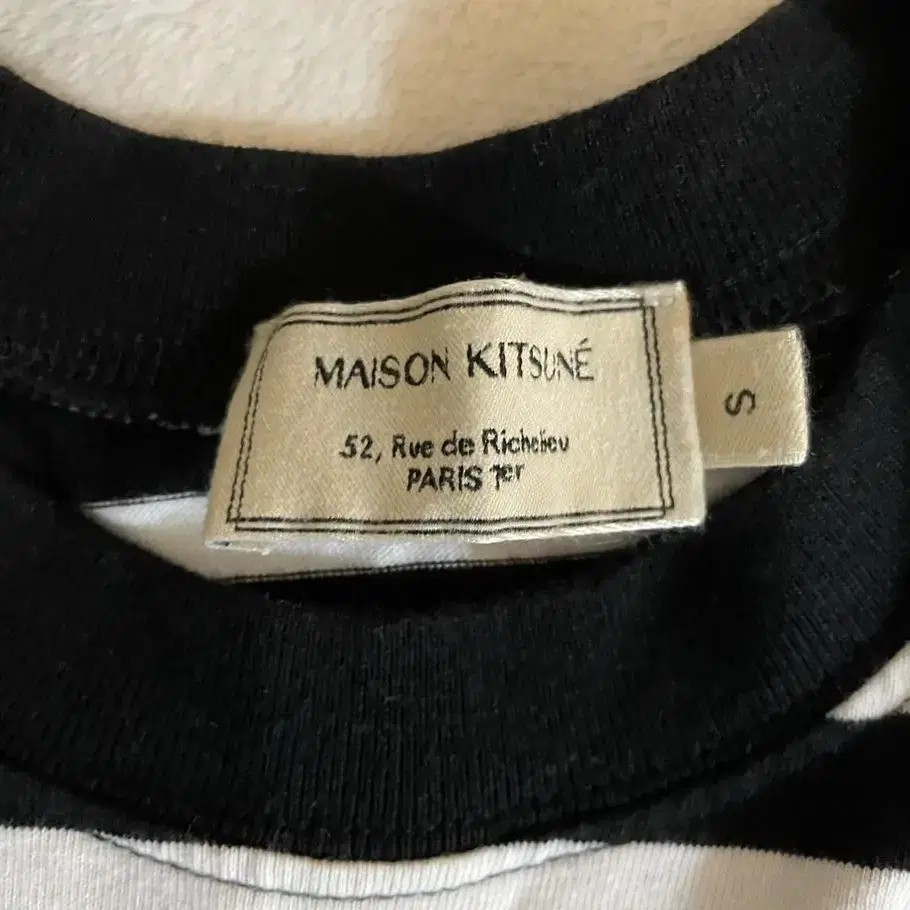 MAISON KITSUNÉ
52, Rue de Richelieu
PARIS 1er
S